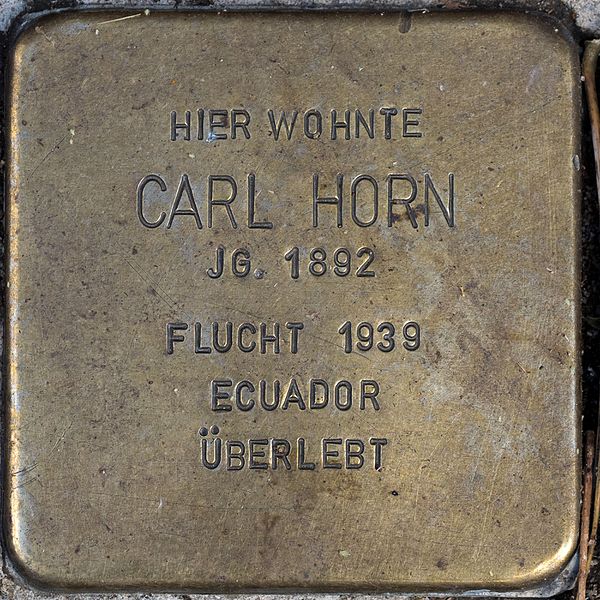 HIER WOHNTE
CARL HORN
JG. 1892
FLUCHT 1939
ECUADOR
ÜBERLEBT